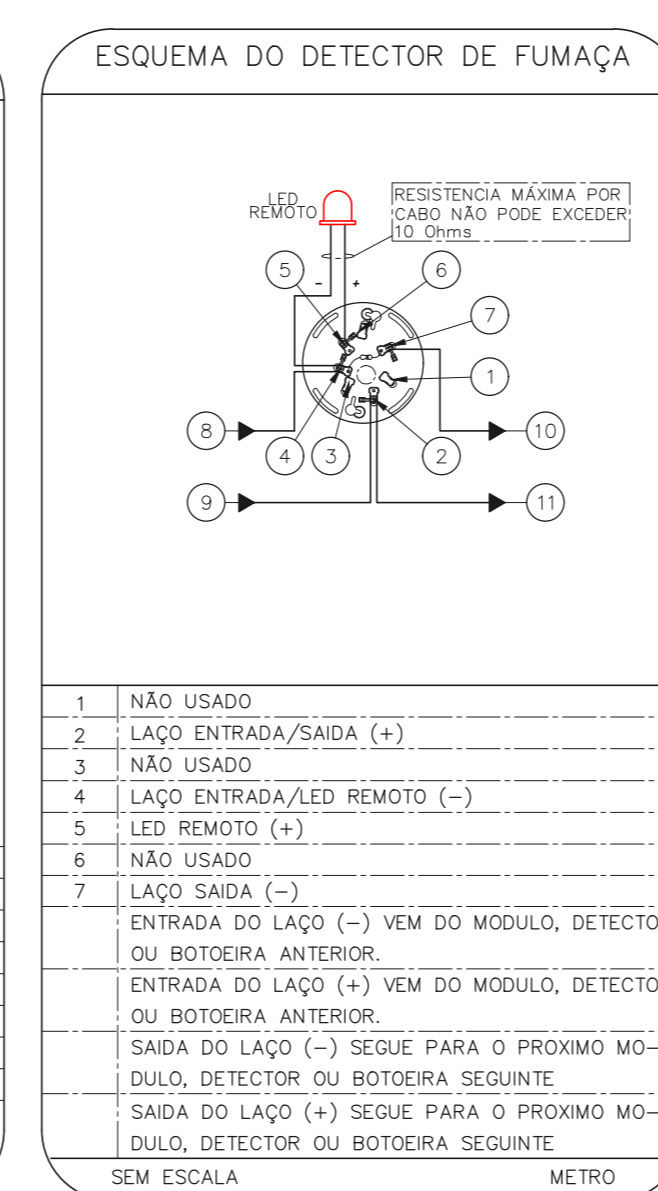 ESQUEMA DO DETECTOR DE FUMAÇA
LED
REMOTO
RESISTENCIA MÁXIMA POR
CABO NÃO PODE EXCEDER
10 Ohms
5
-
+
6
7
1
8
10
4
3
2
9
11
1 NÃO USADO
2 LAÇO ENTRADA/SAIDA (+)
3 NÃO USADO
4 LAÇO ENTRADA/LED REMOTO (-)
5 LED REMOTO (+)
6 NÃO USADO
7 LAÇO SAIDA (-)
ENTRADA DO LAÇO (-) VEM DO MODULO, DETECTO
OU BOTOEIRA ANTERIOR.
ENTRADA DO LAÇO (+) VEM DO MODULO, DETECTO
OU BOTOEIRA ANTERIOR.
SAIDA DO LAÇO (-) SEGUE PARA O PROXIMO MO-
DULO, DETECTOR OU BOTOEIRA SEGUINTE
SAIDA DO LAÇO (+) SEGUE PARA O PROXIMO MO-
DULO, DETECTOR OU BOTOEIRA SEGUINTE
SEM ESCALA METRO